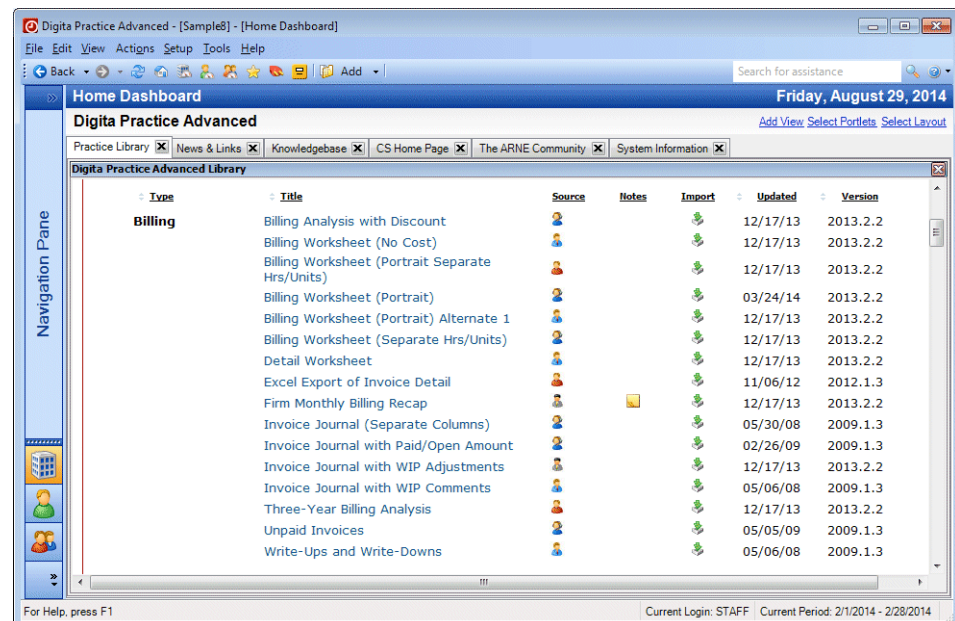 Digita Practice Advanced - [Sample8] - [Home Dashboard]
File Edit View Actions Setup Tools Help
Back Add Search for assistance
Home Dashboard Friday, August 29, 2014
Digita Practice Advanced Add View Select Portlets Select Layout
Practice Library News & Links Knowledgebase CS Home Page The ARNE Community System Information
Digita Practice Advanced Library
Type Title Source Notes Import Updated Version
Billing Billing Analysis with Discount 12/17/13 2013.2.2
Billing Worksheet (No Cost) 12/17/13 2013.2.2
Billing Worksheet (Portrait Separate
Hrs/Units) 12/17/13 2013.2.2
Billing Worksheet (Portrait) 03/24/14 2013.2.2
Billing Worksheet (Portrait) Alternate 1 12/17/13 2013.2.2
Billing Worksheet (Separate Hrs/Units) 12/17/13 2013.2.2
Detail Worksheet 12/17/13 2013.2.2
Excel Export of Invoice Detail 11/06/12 2012.1.3
Firm Monthly Billing Recap 12/17/13 2013.2.2
Invoice Journal (Separate Columns) 05/30/08 2009.1.3
Invoice Journal with Paid/Open Amount 02/26/09 2009.1.3
Invoice Journal with WIP Adjustments 12/17/13 2013.2.2
Invoice Journal with WIP Comments 05/06/08 2009.1.3
Three-Year Billing Analysis 12/17/13 2013.2.2
Unpaid Invoices 05/05/09 2009.1.3
Write-Ups and Write-Downs 05/06/08 2009.1.3
Navigation Pane
For Help, press F1 Current Login: STAFF Current Period: 2/1/2014 - 2/28/2014